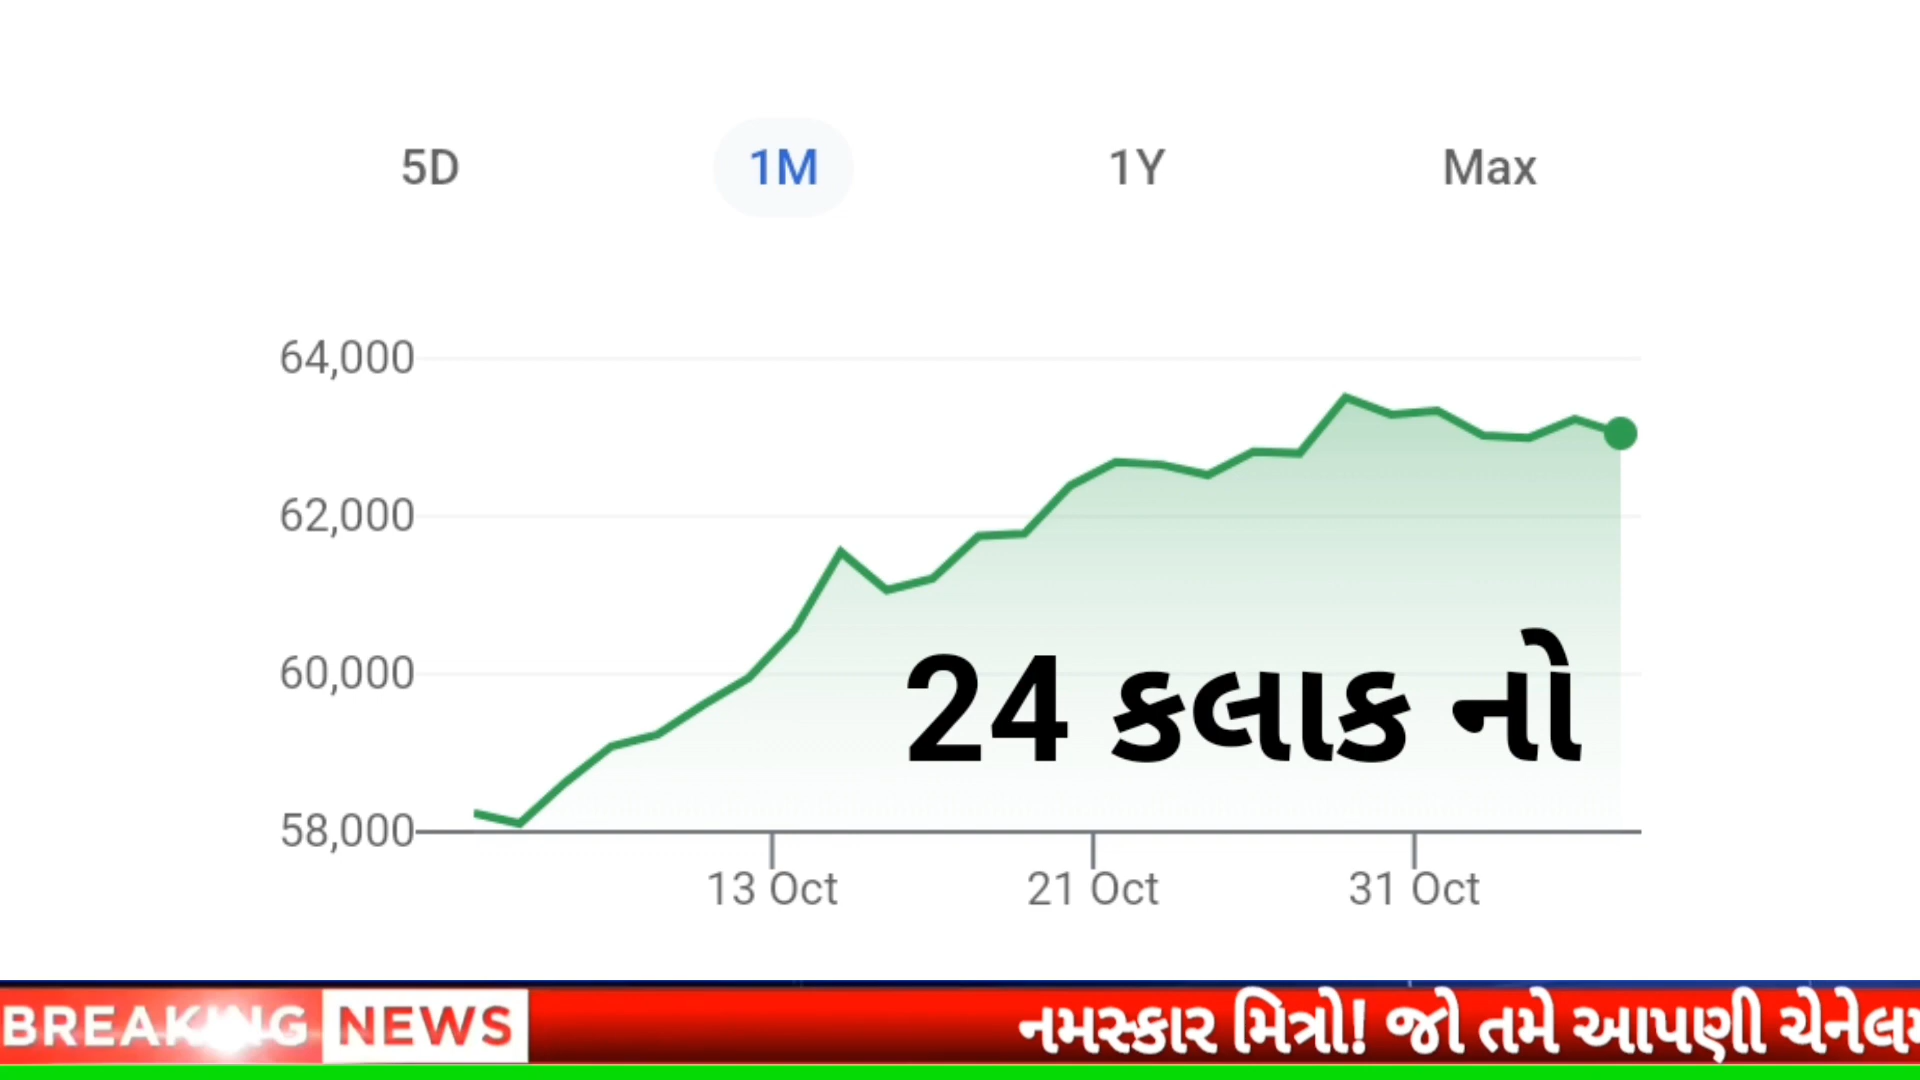 5D 1M 1Y Max
64,000
62,000
60,000
58,000
24 કલાક નો
13 Oct 21 Oct 31 Oct
BREAKING NEWS નમસ્કાર મિત્રો! જો તમે આપણી